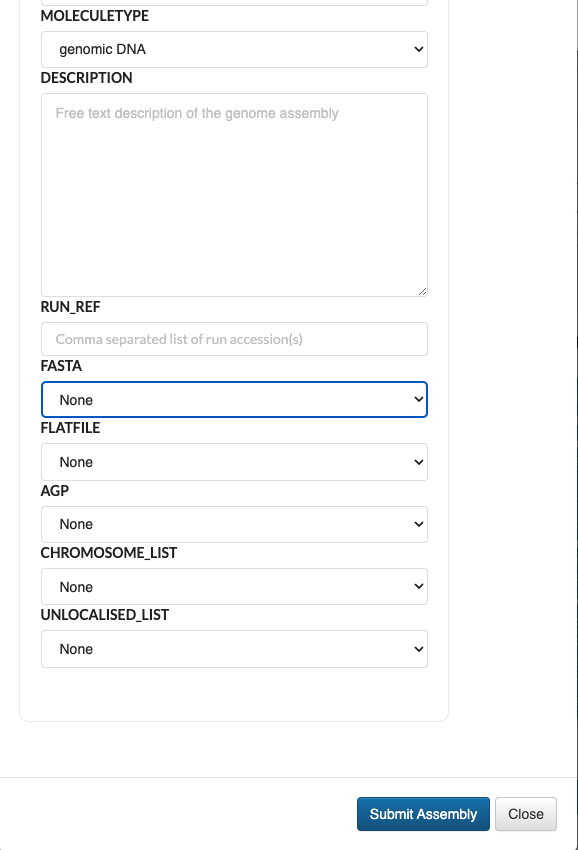 MOLECULETYPE
genomic DNA
DESCRIPTION
Free text description of the genome assembly
RUN_REF
Comma separated list of run accession(s)
FASTA
None
FLATFILE
None
AGP
None
CHROMOSOME_LIST
None
UNLOCALISED_LIST
None
Submit Assembly Close